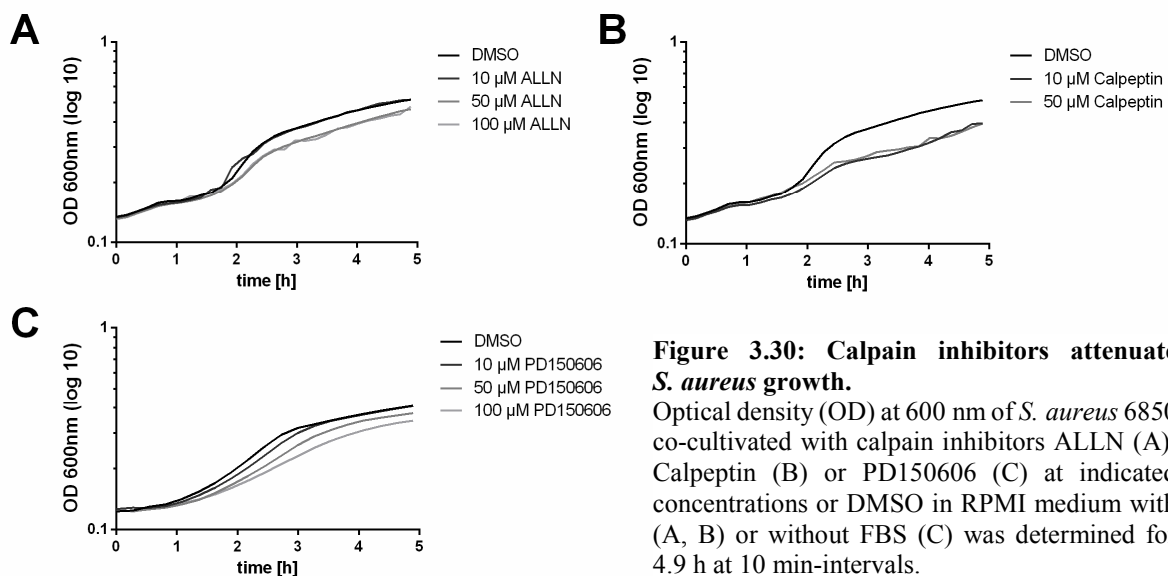 A
1
0.1
OD 600nm (log 10)
0 1 2 3 4 5
time [h]
DMSO
10 µM ALLN
50 µM ALLN
100 µM ALLN
B
1
0.1
OD 600nm (log 10)
0 1 2 3 4 5
time [h]
DMSO
10 µM Calpeptin
50 µM Calpeptin
C
1
0.1
OD 600nm (log 10)
0 1 2 3 4 5
time [h]
DMSO
10 µM PD150606
50 µM PD150606
100 µM PD150606
Figure 3.30: Calpain inhibitors attenuate
S. aureus growth.
Optical density (OD) at 600 nm of S. aureus 6850
co-cultivated with calpain inhibitors ALLN (A)
Calpeptin (B) or PD150606 (C) at indicated
concentrations or DMSO in RPMI medium with
(A, B) or without FBS (C) was determined fo
4.9 h at 10 min-intervals.